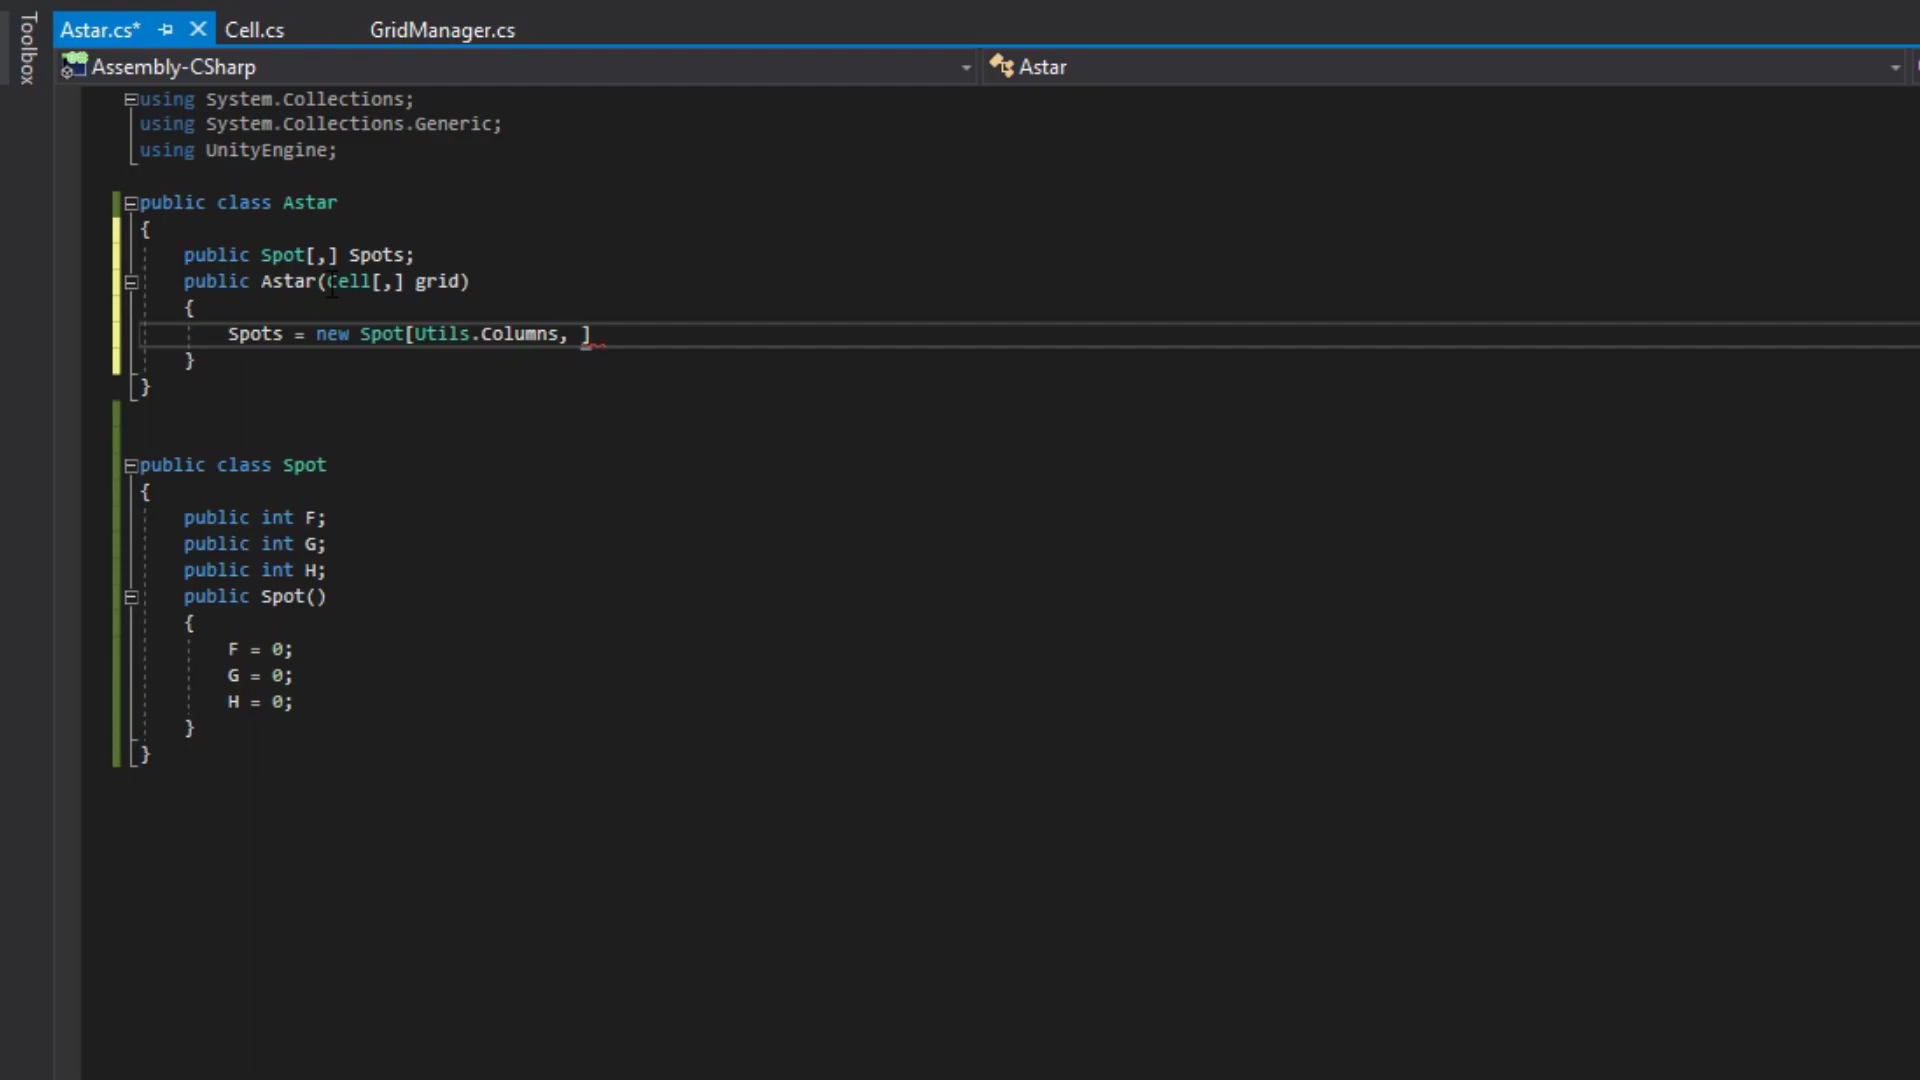 Toolbox
Astar.cs* Cell.cs GridManager.cs
Assembly-CSharp Astar
using System.Collections;
using System.Collections.Generic;
using UnityEngine;
public class Astar
{
public Spot[,] Spots;
public Astar(Cell[,] grid)
{
Spots = new Spot[Utils.Columns, ]
}
}
public class Spot
{
public int F;
public int G;
public int H;
public Spot()
{
F = 0;
G = 0;
H = 0;
}
}